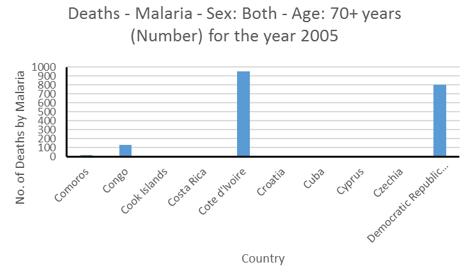 Deaths - Malaria - Sex: Both - Age: 70+ years
(Number) for the year 2005
No. of Deaths by Malaria
1000
900
800
700
600
500
400
300
200
100
0
Comoros
Congo
Cook Islands
Costa Rica
Cote d'Ivoire
Croatia
Cuba
Cyprus
Czechia
Democratic Republic...
Country